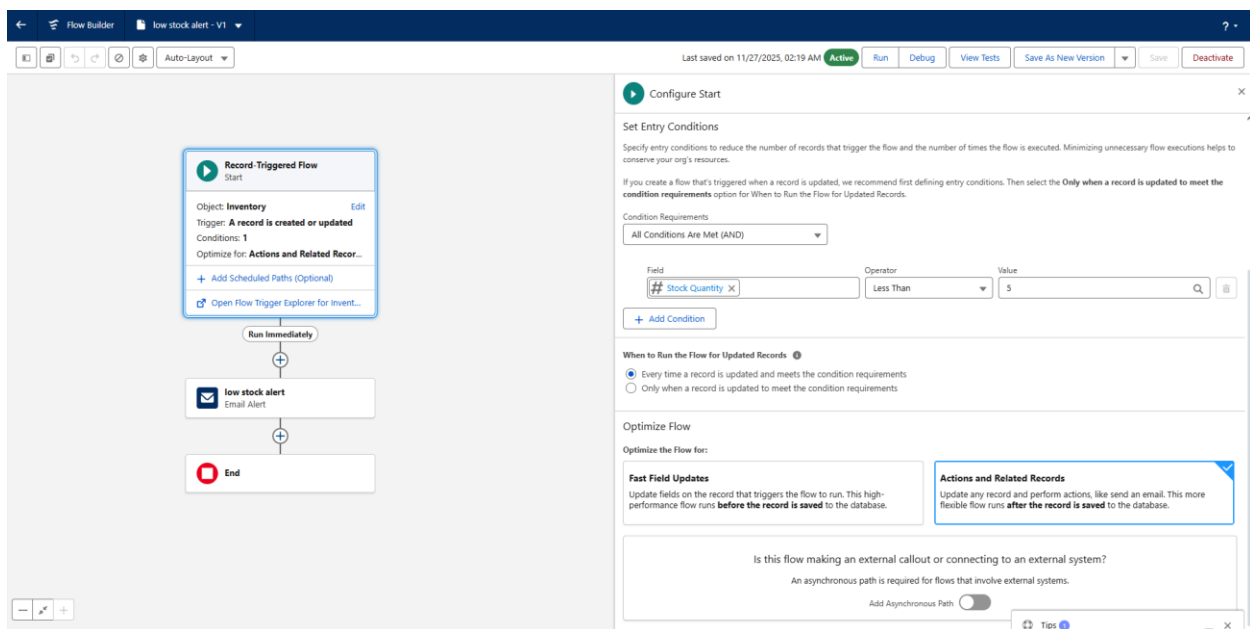 Flow Builder
low stock alert - V1
? 
Auto-Layout
Last saved on 11/27/2025, 02:19 AM Active Run Debug View Tests Save As New Version Save Deactivate
Record-Triggered Flow
Start
Object: Inventory Edit
Trigger: A record is created or updated
Conditions: 1
Optimize for: Actions and Related Recor...
+ Add Scheduled Paths (Optional)
Open Flow Trigger Explorer for Invent...
Run Immediately
low stock alert
Email Alert
End
Configure Start
Set Entry Conditions
Specify entry conditions to reduce the number of records that trigger the flow and the number of times the flow is executed. Minimizing unnecessary flow executions helps to
conserve your org's resources.
If you create a flow that's triggered when a record is updated, we recommend first defining entry conditions. Then select the Only when a record is updated to meet the
condition requirements option for When to Run the Flow for Updated Records.
Condition Requirements
All Conditions Are Met (AND)
Field Operator Value
Stock Quantity Less Than 5
+ Add Condition
When to Run the Flow for Updated Records
Every time a record is updated and meets the condition requirements
Only when a record is updated to meet the condition requirements
Optimize Flow
Optimize the Flow for:
Fast Field Updates
Update fields on the record that triggers the flow to run. This high-
performance flow runs before the record is saved to the database.
Actions and Related Records
Update any record and perform actions, like send an email. This more
flexible flow runs after the record is saved to the database.
Is this flow making an external callout or connecting to an external system?
An asynchronous path is required for flows that involve external systems.
Add Asynchronous Path
Tips 1